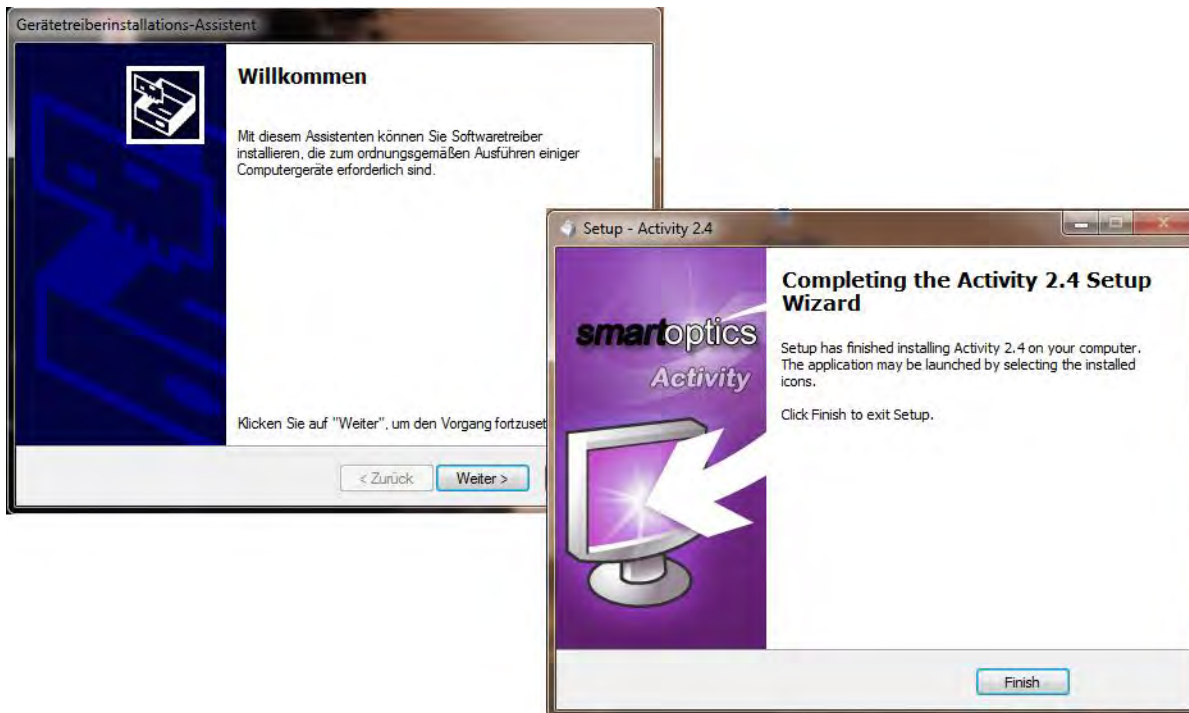 Gerätetreiberinstallations-Assistent
Willkommen
Mit diesem Assistenten können Sie Softwaretreiber
installieren, die zum ordnungsgemäßen Ausführen einiger
Computergeräte erforderlich sind.
Klicken Sie auf "Weiter", um den Vorgang fortzuset
< Zurück
Weiter >
Setup - Activity 2.4
smartoptics
Activity
Completing the Activity 2.4 Setup
Wizard
Setup has finished installing Activity 2.4 on your computer.
The application may be launched by selecting the installed
icons.
Click Finish to exit Setup.
Finish